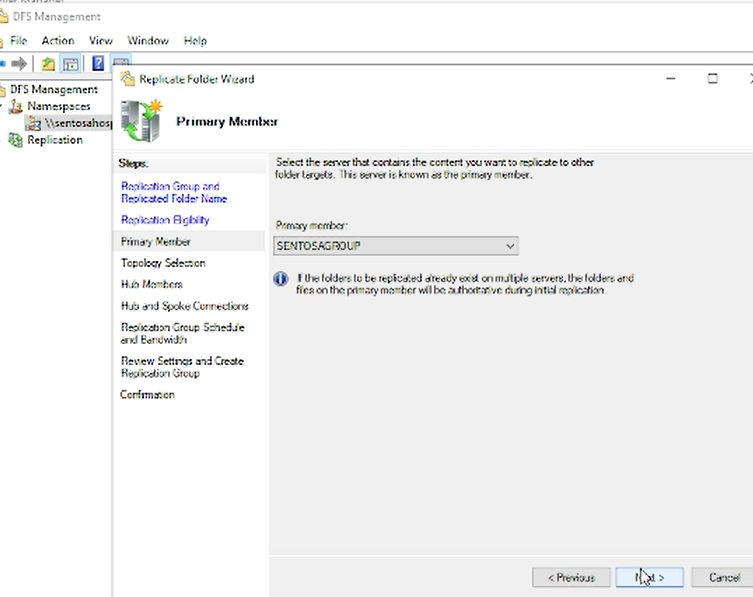 DFS Management
File Action View Window Help
DFS Management
Namespaces
\\sentosahosp
Replication
Replicate Folder Wizard
Primary Member
Steps:
Replication Group and
Replicated Folder Name
Replication Eligibility
Primary Member
Topology Selection
Hub Members
Hub and Spoke Connections
Replication Group Schedule
and Bandwidth
Review Settings and Create
Replication Group
Confirmation
Select the server that contains the content you want to replicate to other
folder targets. This server is known as the primary member.
Primary member:
SENTOSAGROUP
If the folders to be replicated already exist on multiple servers, the folders and
files on the primary member will be authoritative during initial replication.
< Previous
Next >
Cancel